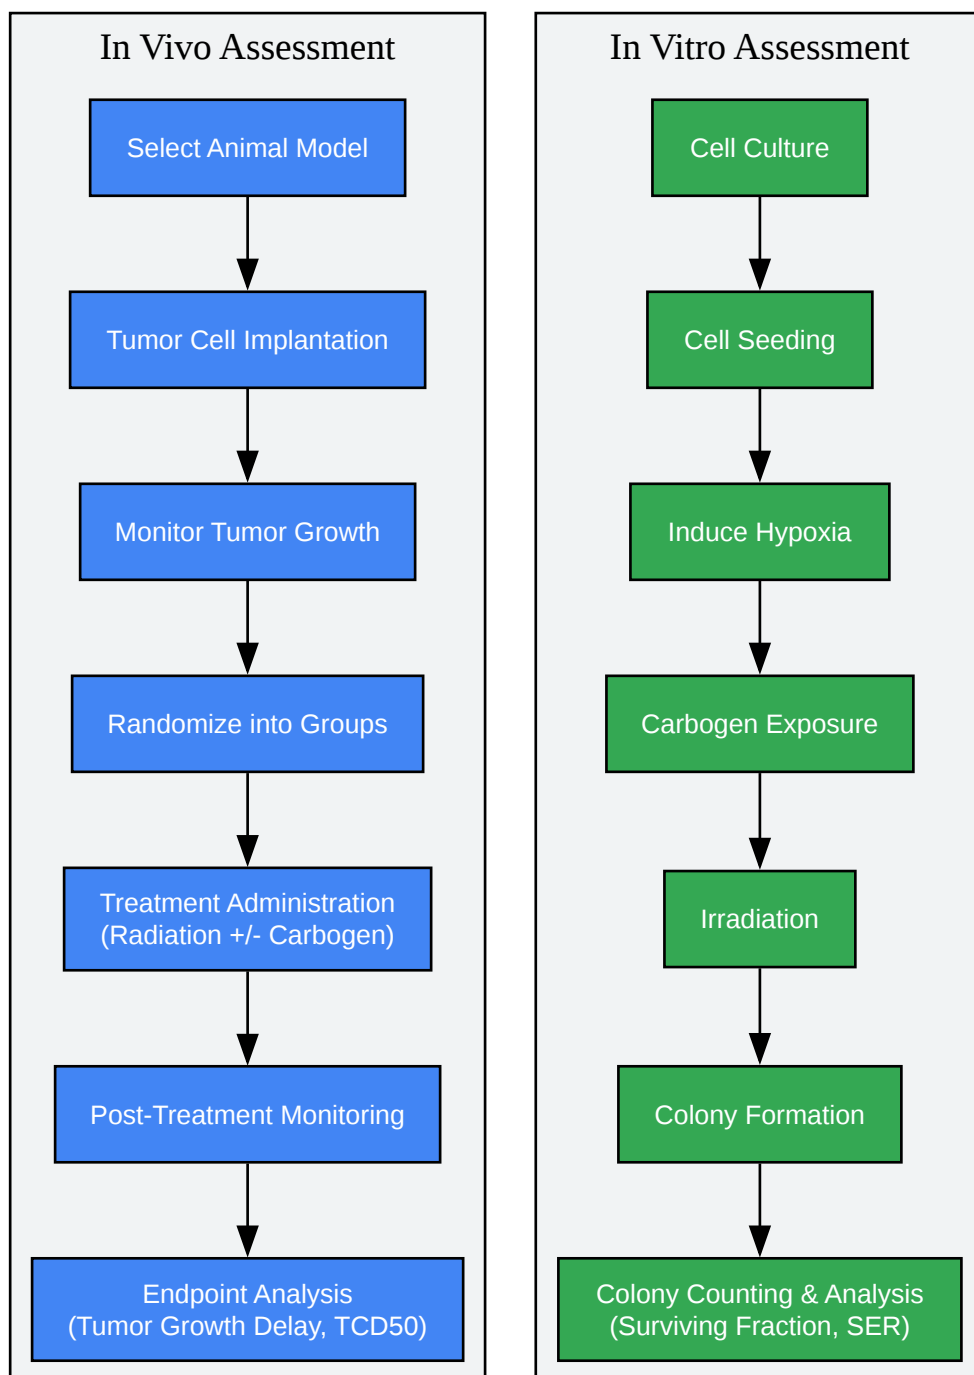 In Vivo Assessment
Select Animal Model
Tumor Cell Implantation
Monitor Tumor Growth
Randomize into Groups
Treatment Administration
(Radiation +/- Carbogen)
Post-Treatment Monitoring
Endpoint Analysis
(Tumor Growth Delay, TCD50)
In Vitro Assessment
Cell Culture
Cell Seeding
Induce Hypoxia
Carbogen Exposure
Irradiation
Colony Formation
Colony Counting & Analysis
(Surviving Fraction, SER)